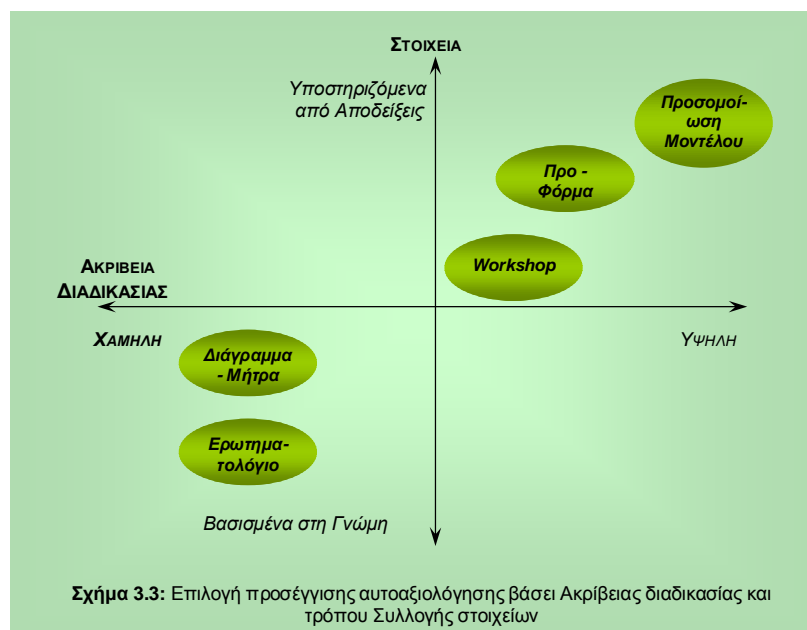 ΣΤΟΙΧΕΙΑ
Υποστηριζόμενα
από Αποδείξεις
Προσομοί-
ωση
Μοντέλου
Προ -
Φόρμα
Workshop
ΑΚΡΙΒΕΙΑ
ΔΙΑΔΙΚΑΣΙΑΣ
ΧΑΜΗΛΗ
ΥΨΗΛΗ
Διάγραμμα
- Μήτρα
Ερωτημα-
τολόγιο
Βασισμένα στη Γνώμη
Σχήμα 3.3: Επιλογή προσέγγισης αυτοαξιολόγησης βάσει Ακρίβειας διαδικασίας και
τρόπου Συλλογής στοιχείων